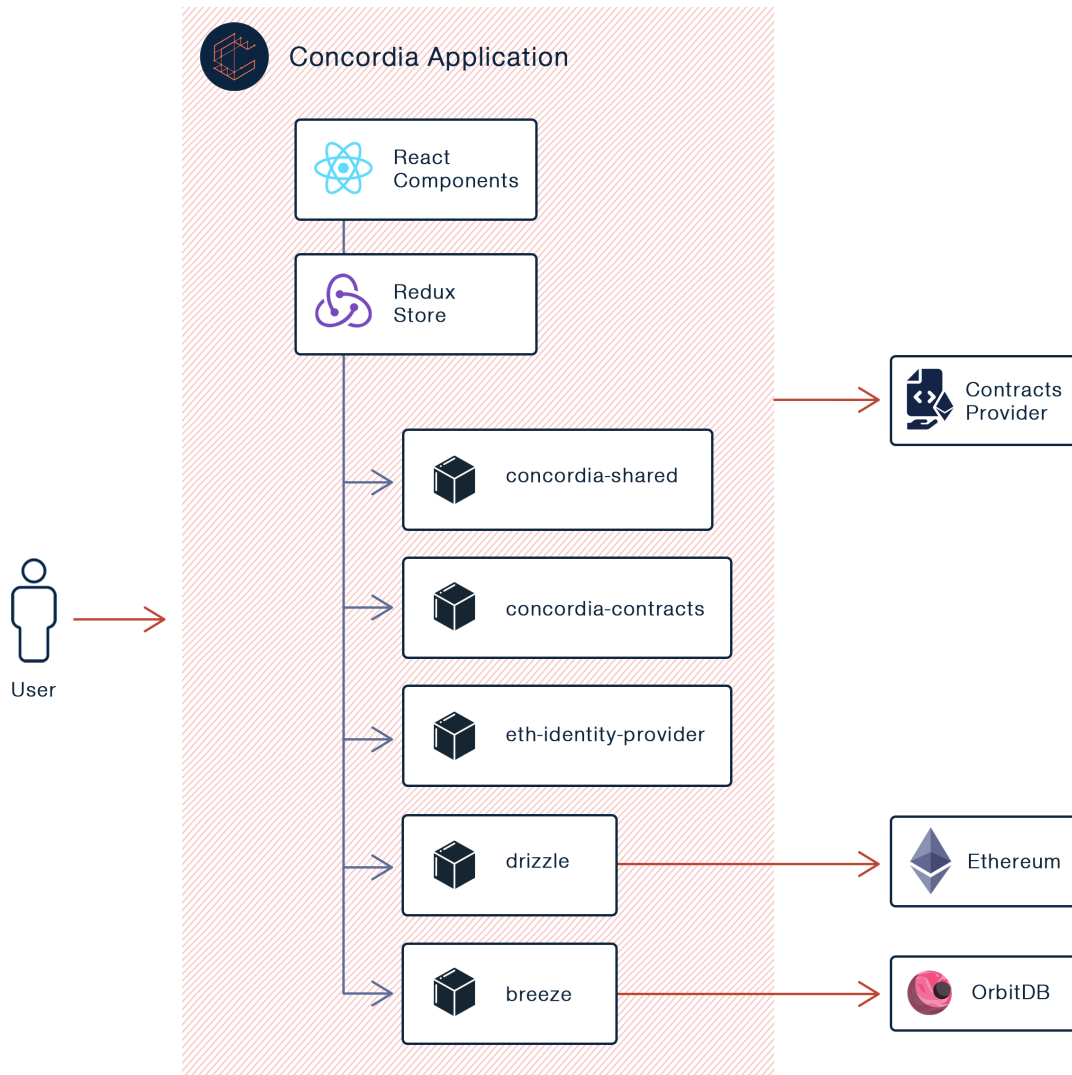 Concordia Application
React
Components
Redux
Store
Contracts
Provider
concordia-shared
concordia-contracts
User
eth-identity-provider
drizzle
Ethereum
breeze
OrbitDB